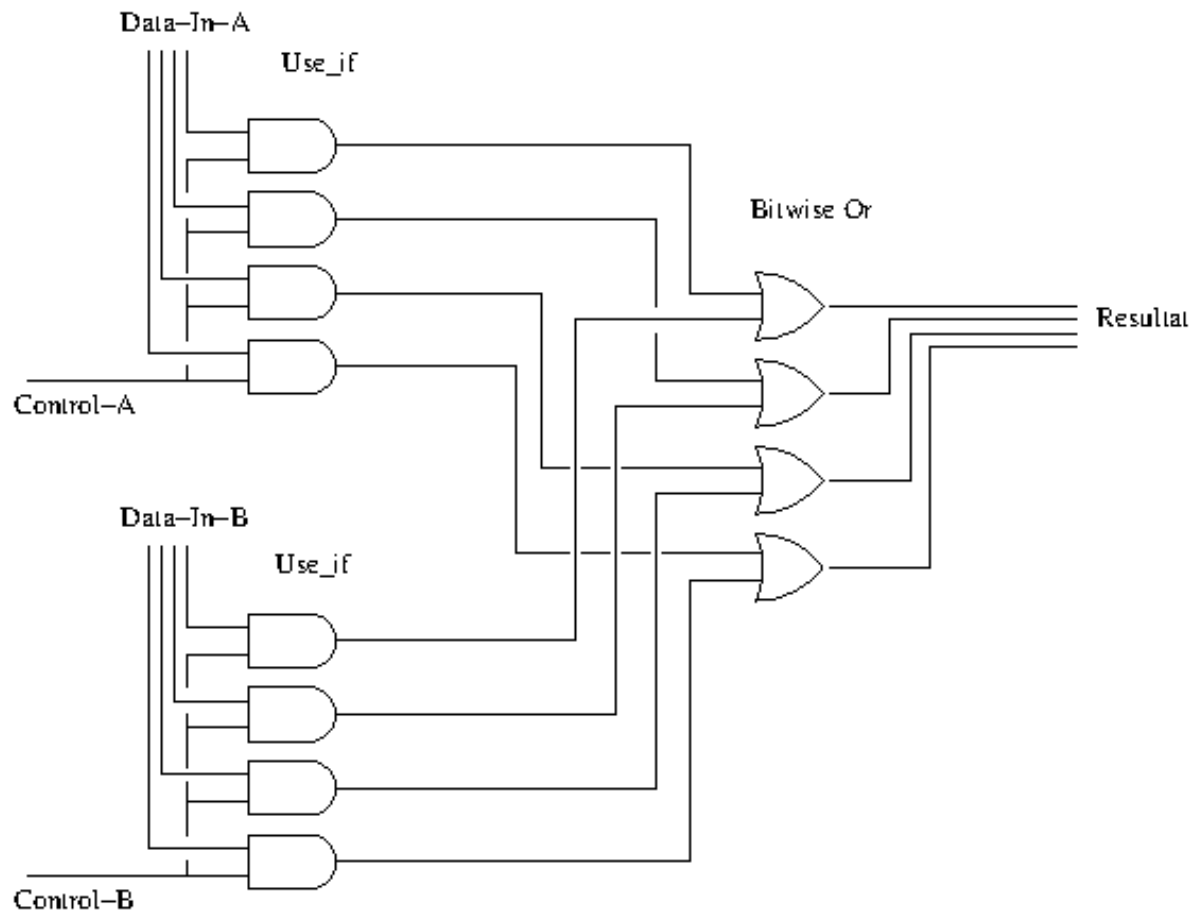 Data-In-A
Use_if
Bitwise Or
Resultat
Control-A
Data-In-B
Use_if
Control-B